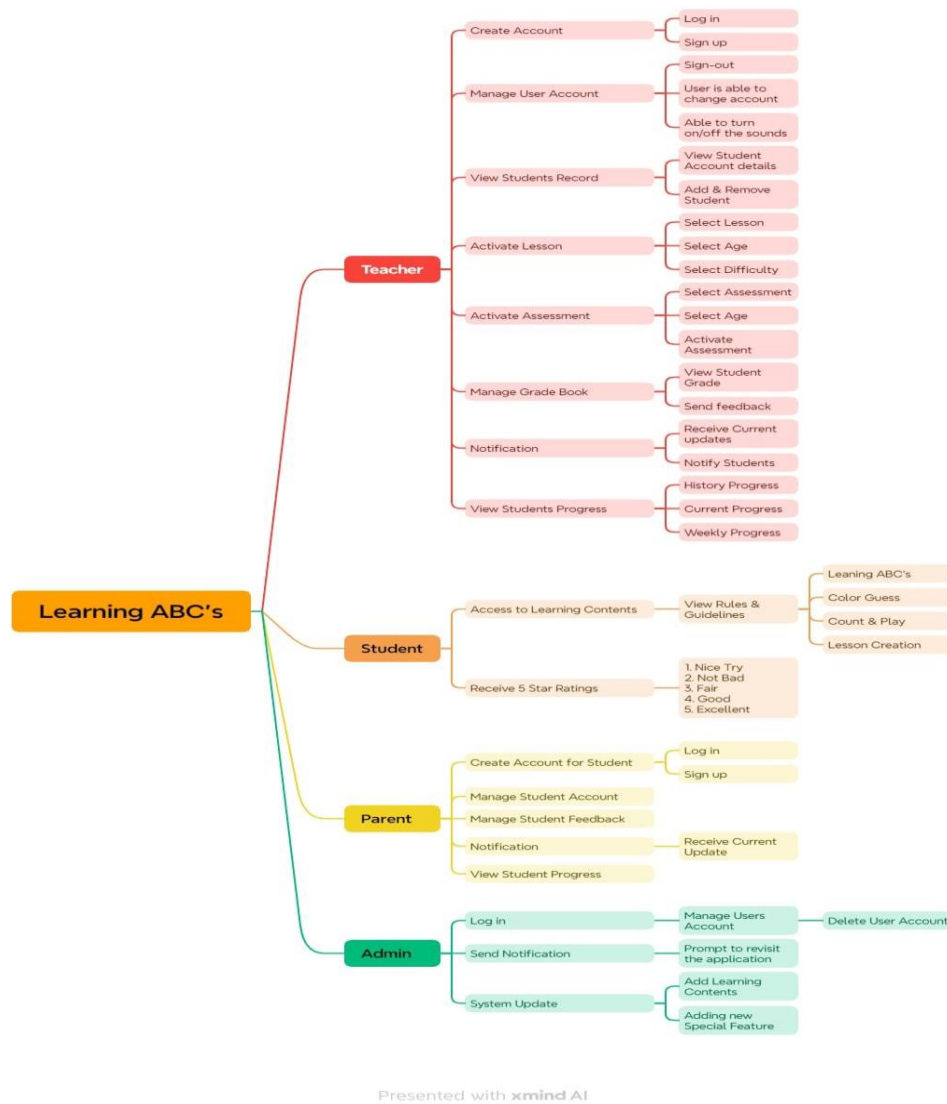 Learning ABC's
Teacher
Create Account
Log in
Sign up
Manage User Account
Sign-out
User is able to
change account
Able to turn
on/off the sounds
View Students Record
View Student
Account details
Add & Remove
Student
Activate Lesson
Select Lesson
Select Age
Select Difficulty
Activate Assessment
Select Assessment
Select Age
Activate
Assessment
Manage Grade Book
View Student
Grade
Send feedback
Notification
Receive Current
updates
Notify Students
View Students Progress
History Progress
Current Progress
Weekly Progress
Student
Access to Learning Contents
View Rules &
Guidelines
Leaning ABC's
Color Guess
Count & Play
Lesson Creation
Receive 5 Star Ratings
1. Nice Try
2. Not Bad
3. Fair
4. Good
5. Excellent
Parent
Create Account for Student
Log in
Sign up
Manage Student Account
Manage Student Feedback
Notification
Receive Current
Update
View Student Progress
Admin
Log in
Manage Users
Account
Delete User Account
Send Notification
Prompt to revisit
the application
System Update
Add Learning
Contents
Adding new
Special Feature
Presented with xmind AI